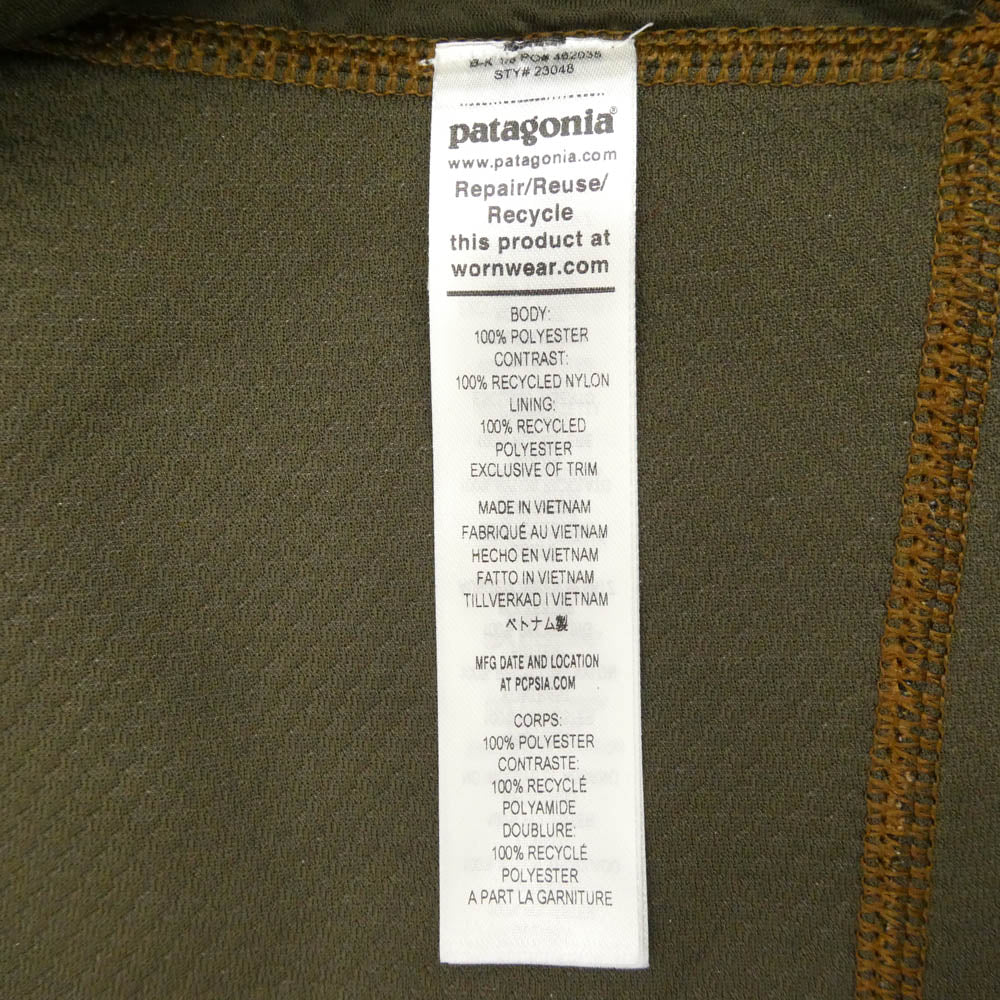 PO# 462035
STY# 23048
patagonia®
www.patagonia.com
Repair/Reuse/
Recycle
this product at
wornwear.com
BODY:
100% POLYESTER
CONTRAST:
100% RECYCLED NYLON
LINING:
100% RECYCLED
POLYESTER
EXCLUSIVE OF TRIM
MADE IN VIETNAM
FABRIQUÉ AU VIETNAM
HECHO EN VIETNAM
FATTO IN VIETNAM
TILLVERKAD I VIETNAM
ベトナム製
MFG DATE AND LOCATION
AT PCPSIA.COM
CORPS:
100% POLYESTER
CONTRASTE:
100% RECYCLÉ
POLYAMIDE
DOUBLURE:
100% RECYCLÉ
POLYESTER
A PART LA GARNITURE